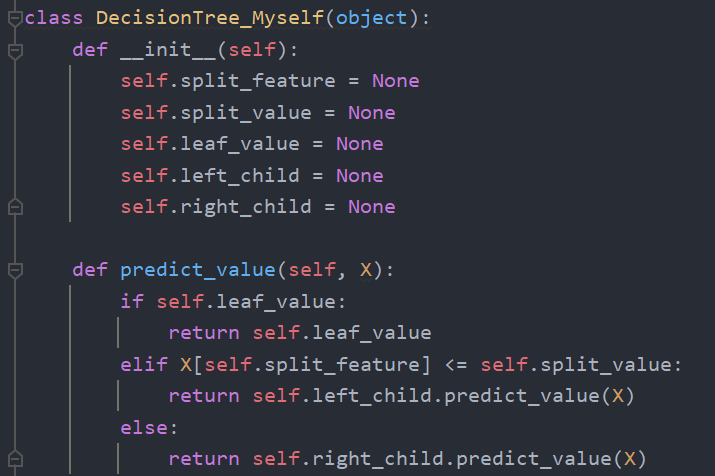 class DecisionTree_Myself(object):
    def __init__(self):
        self.split_feature = None
        self.split_value = None
        self.leaf_value = None
        self.left_child = None
        self.right_child = None

    def predict_value(self, X):
        if self.leaf_value:
            return self.leaf_value
        elif X[self.split_feature] <= self.split_value:
            return self.left_child.predict_value(X)
        else:
            return self.right_child.predict_value(X)